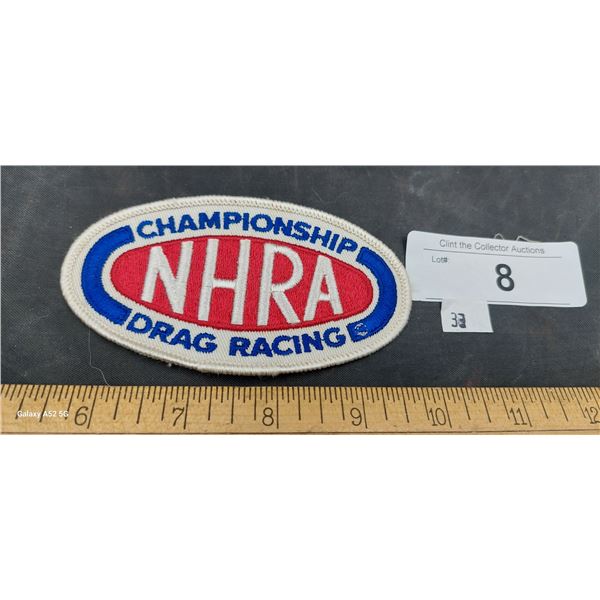 CHAMPIONSHIP
NHRA
DRAG RACING
Clint the Collector Auctions
Lot#:
8
33
6 7 8 9 10 11 12
Galaxy A52 5G